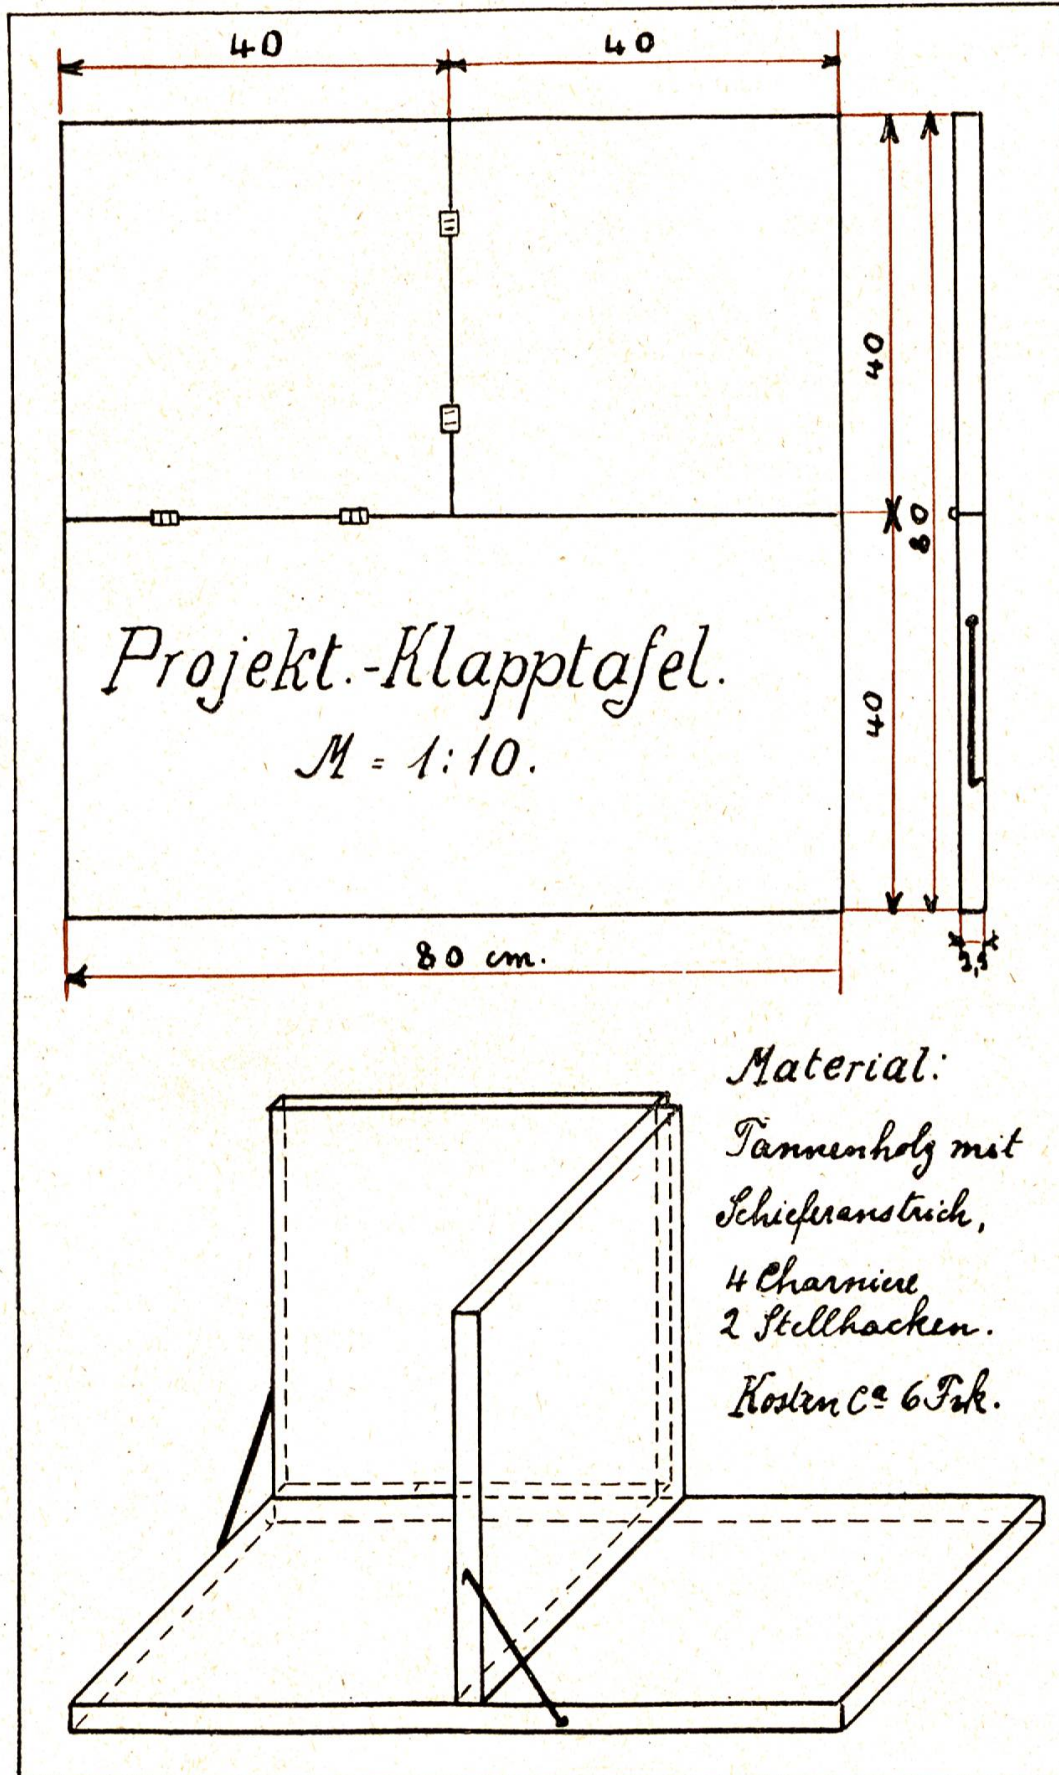 40 40
40
80
40
Projekt.-Klapptafel.
M = 1:10.
80 cm.
Material:
Tannenholz mit
Schieferanstrich,
4 Charniere
2 Stellhacken.
Kosten Ca 6 Frk.